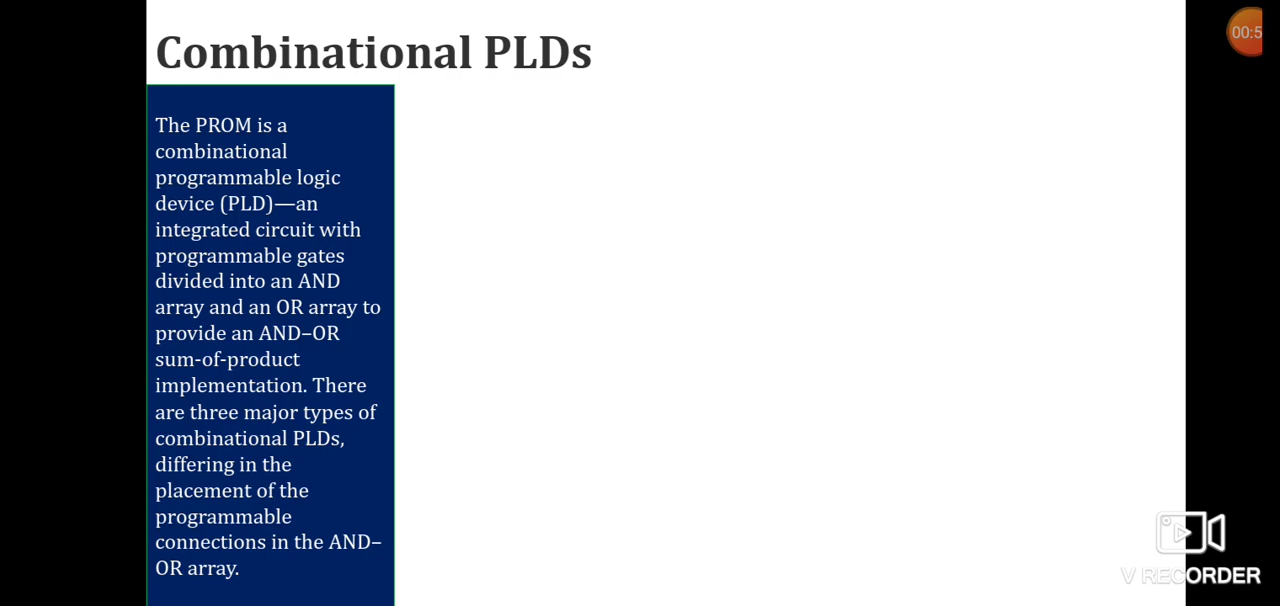 Combinational PLDs
00:5
The PROM is a
combinational
programmable logic
device (PLD)—an
integrated circuit with
programmable gates
divided into an AND
array and an OR array to
provide an AND–OR
sum-of-product
implementation. There
are three major types of
combinational PLDs,
differing in the
placement of the
programmable
connections in the AND–
OR array.
V RECORDER